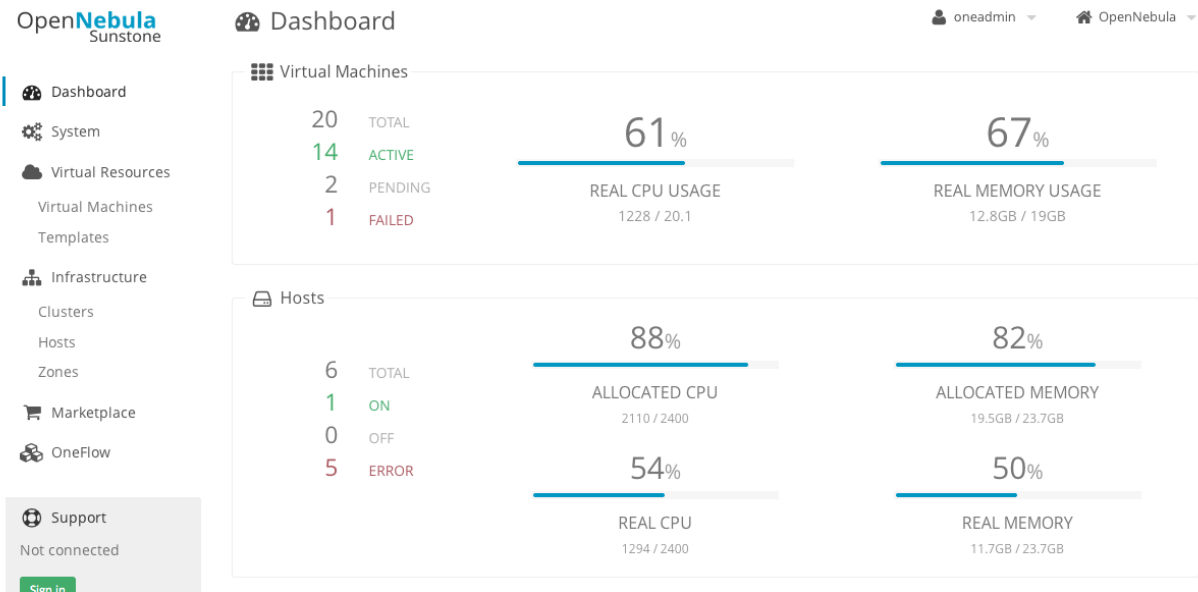 OpenNebula
Sunstone
Dashboard
oneadmin
OpenNebula
Dashboard
System
Virtual Resources
Virtual Machines
Templates
Infrastructure
Clusters
Hosts
Zones
Marketplace
OneFlow
Support
Not connected
Sign in
Virtual Machines
20 TOTAL
14 ACTIVE
2 PENDING
1 FAILED
61%
REAL CPU USAGE
1228 / 20.1
67%
REAL MEMORY USAGE
12.8GB / 19GB
Hosts
6 TOTAL
1 ON
0 OFF
5 ERROR
88%
ALLOCATED CPU
2110 / 2400
82%
ALLOCATED MEMORY
19.5GB / 23.7GB
54%
REAL CPU
1294 / 2400
50%
REAL MEMORY
11.7GB / 23.7GB